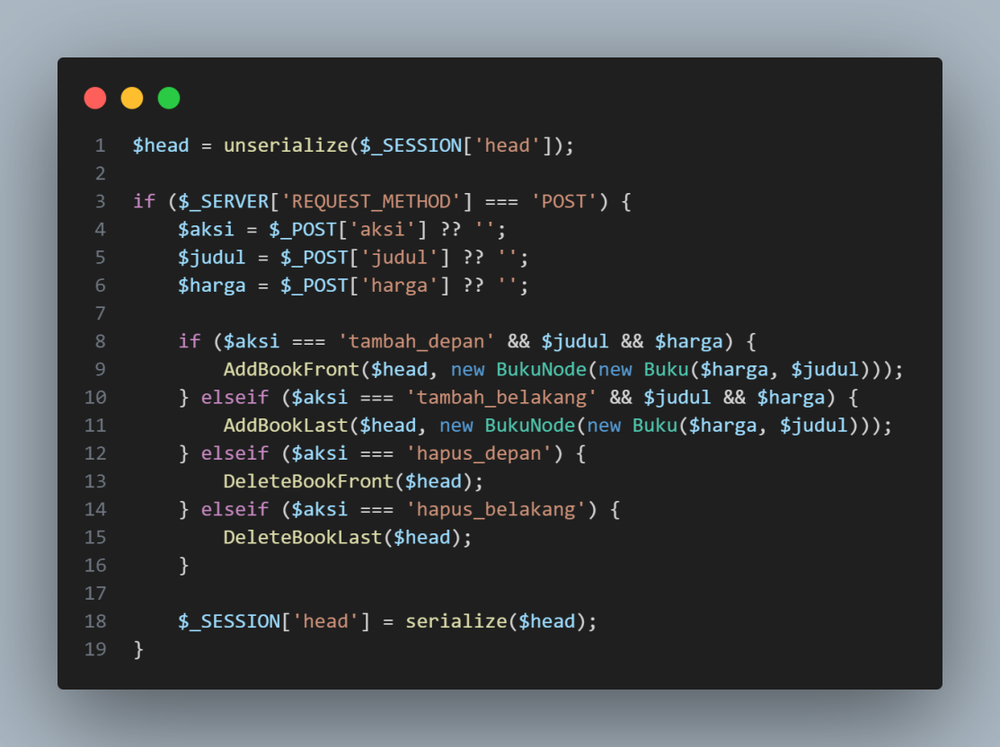 1 $head = unserialize($_SESSION['head']);
2
3 if ($_SERVER['REQUEST_METHOD'] === 'POST') {
4     $aksi = $_POST['aksi'] ?? '';
5     $judul = $_POST['judul'] ?? '';
6     $harga = $_POST['harga'] ?? '';
7
8     if ($aksi === 'tambah_depan' && $judul && $harga) {
9         AddBookFront($head, new BukuNode(new Buku($harga, $judul)));
10     } elseif ($aksi === 'tambah_belakang' && $judul && $harga) {
11         AddBookLast($head, new BukuNode(new Buku($harga, $judul)));
12     } elseif ($aksi === 'hapus_depan') {
13         DeleteBookFront($head);
14     } elseif ($aksi === 'hapus_belakang') {
15         DeleteBookLast($head);
16     }
17
18     $_SESSION['head'] = serialize($head);
19 }